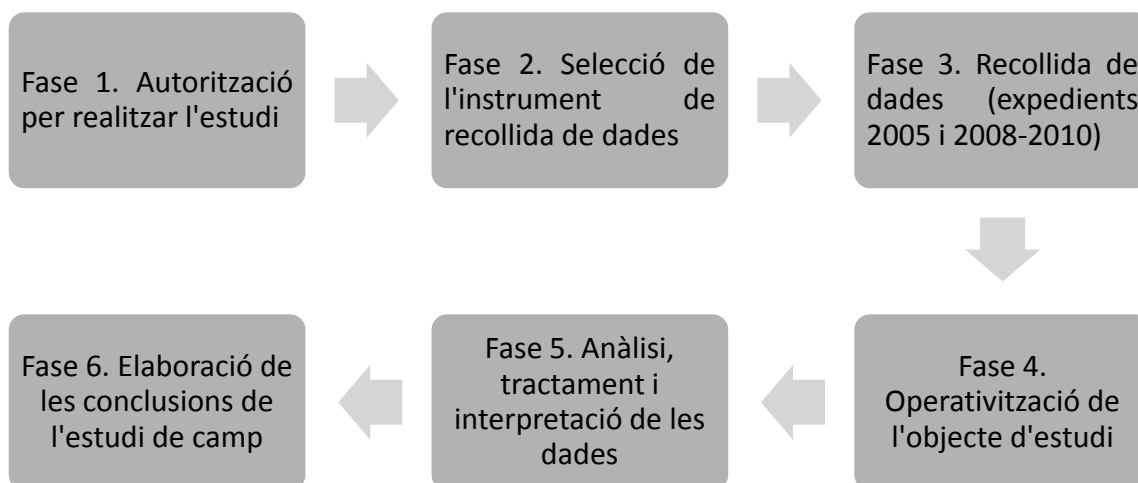 Fase 1. Autorització
per realitzar l'estudi
Fase 2. Selecció de
l'instrument de
recollida de dades
Fase 3. Recollida de
dades (expedients
2005 i 2008-2010)
Fase 4.
Operativització de
l'objecte d'estudi
Fase 5. Anàlisi,
tractament i
interpretació de les
dades
Fase 6. Elaboració de
les conclusions de
l'estudi de camp